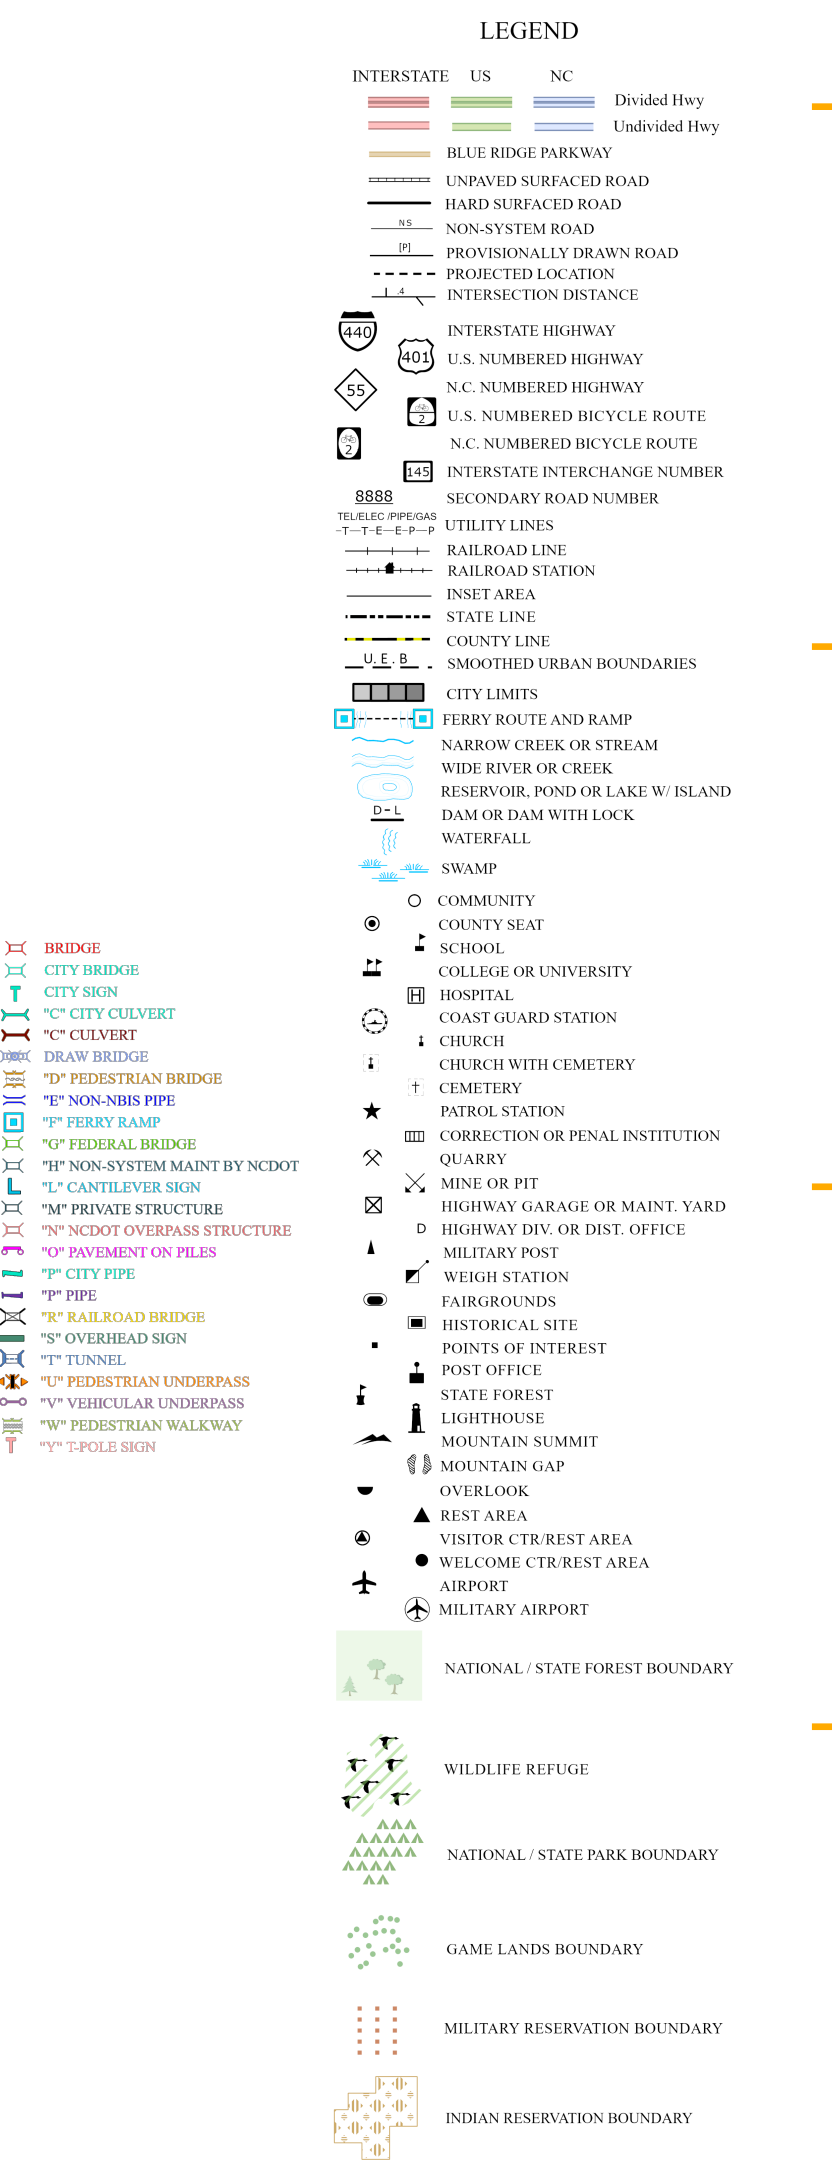 LEGEND
INTERSTATE US NC
Divided Hwy
Undivided Hwy
BLUE RIDGE PARKWAY
UNPAVED SURFACED ROAD
HARD SURFACED ROAD
NS NON-SYSTEM ROAD
[P] PROVISIONALLY DRAWN ROAD
PROJECTED LOCATION
.4 INTERSECTION DISTANCE
440 INTERSTATE HIGHWAY
401 U.S. NUMBERED HIGHWAY
55 N.C. NUMBERED HIGHWAY
2 U.S. NUMBERED BICYCLE ROUTE
2 N.C. NUMBERED BICYCLE ROUTE
145 INTERSTATE INTERCHANGE NUMBER
8888 SECONDARY ROAD NUMBER
TEL/ELEC /PIPE/GAS
-T—T-E—E-P—P UTILITY LINES
RAILROAD LINE
RAILROAD STATION
INSET AREA
STATE LINE
COUNTY LINE
U.E.B SMOOTHED URBAN BOUNDARIES
CITY LIMITS
FERRY ROUTE AND RAMP
NARROW CREEK OR STREAM
WIDE RIVER OR CREEK
RESERVOIR, POND OR LAKE W/ ISLAND
D-L DAM OR DAM WITH LOCK
WATERFALL
SWAMP
COMMUNITY
COUNTY SEAT
SCHOOL
COLLEGE OR UNIVERSITY
H HOSPITAL
COAST GUARD STATION
CHURCH
CHURCH WITH CEMETERY
CEMETERY
PATROL STATION
CORRECTION OR PENAL INSTITUTION
QUARRY
MINE OR PIT
HIGHWAY GARAGE OR MAINT. YARD
D HIGHWAY DIV. OR DIST. OFFICE
MILITARY POST
WEIGH STATION
FAIRGROUNDS
HISTORICAL SITE
POINTS OF INTEREST
POST OFFICE
STATE FOREST
LIGHTHOUSE
MOUNTAIN SUMMIT
MOUNTAIN GAP
OVERLOOK
REST AREA
VISITOR CTR/REST AREA
WELCOME CTR/REST AREA
AIRPORT
MILITARY AIRPORT
NATIONAL / STATE FOREST BOUNDARY
WILDLIFE REFUGE
NATIONAL / STATE PARK BOUNDARY
GAME LANDS BOUNDARY
MILITARY RESERVATION BOUNDARY
INDIAN RESERVATION BOUNDARY
BRIDGE
CITY BRIDGE
CITY SIGN
"C" CITY CULVERT
"C" CULVERT
DRAW BRIDGE
"D" PEDESTRIAN BRIDGE
"E" NON-NBIS PIPE
"F" FERRY RAMP
"G" FEDERAL BRIDGE
"H" NON-SYSTEM MAINT BY NCDOT
"L" CANTILEVER SIGN
"M" PRIVATE STRUCTURE
"N" NCDOT OVERPASS STRUCTURE
"O" PAVEMENT ON PILES
"P" CITY PIPE
"P" PIPE
"R" RAILROAD BRIDGE
"S" OVERHEAD SIGN
"T" TUNNEL
"U" PEDESTRIAN UNDERPASS
"V" VEHICULAR UNDERPASS
"W" PEDESTRIAN WALKWAY
"Y" T-POLE SIGN